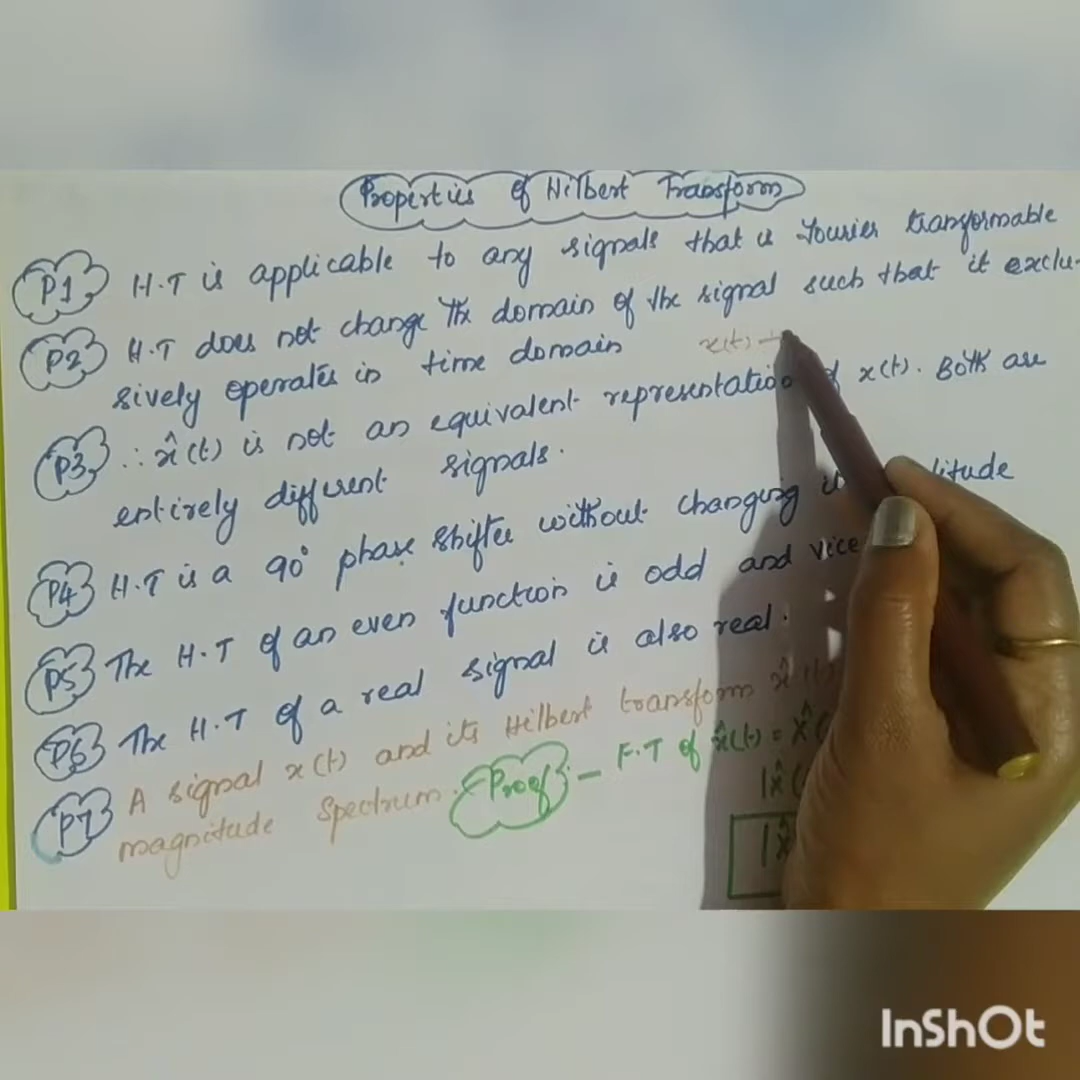 Properties of Hilbert Transform
P1 H.T is applicable to any signals that is Fourier transformable
P2 H.T does not change the domain of the signal such that it exclu-
sively operates in time domain x(t) →
P3 ∴ x̂(t) is not an equivalent representation of x(t). Both are
entirely different signals.
P4 H.T is a 90° phase shifter without changing
P5 The H.T of an even function is odd and vice
P6 The H.T of a real signal is also real.
P7 A signal x(t) and its Hilbert transform x̂(t)
magnitude spectrum. Proof :- F.T of x̂(t) = X̂(
|X̂(
|X̂
InShOt